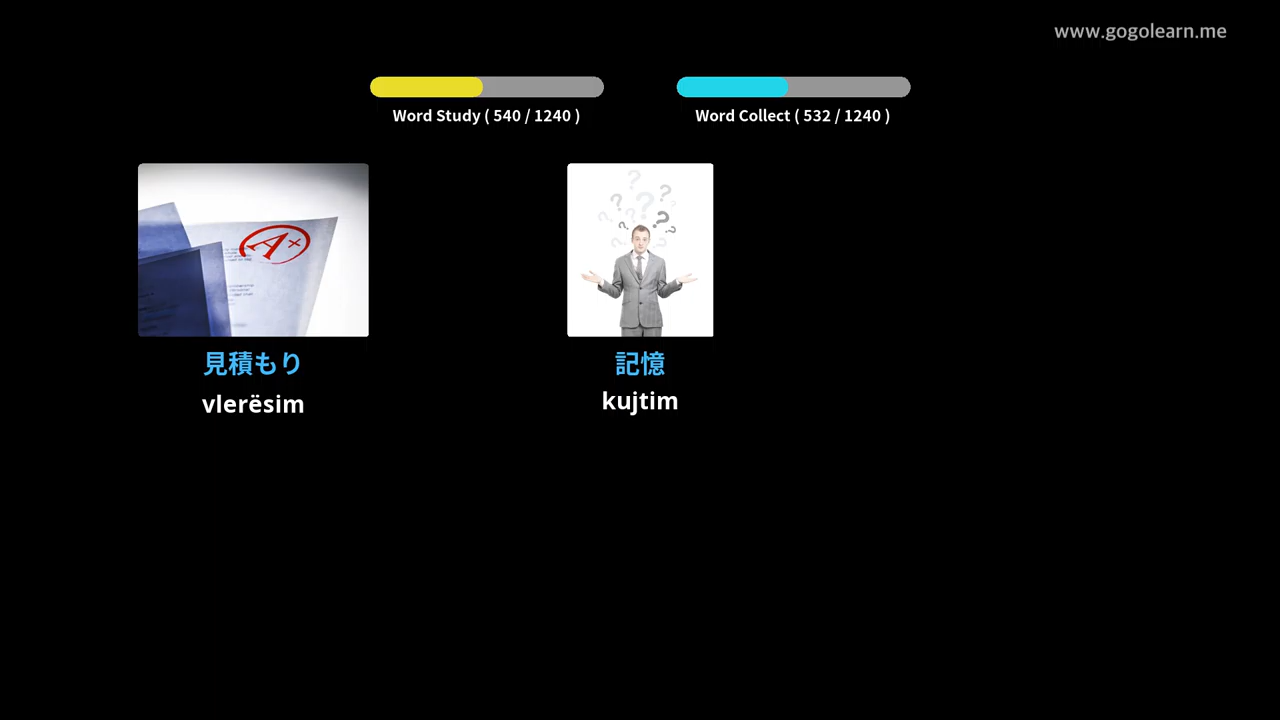 www.gogolearn.me
Word Study ( 540 / 1240 )
Word Collect ( 532 / 1240 )
A+
見積もり
記憶
vlerësim
kujtim